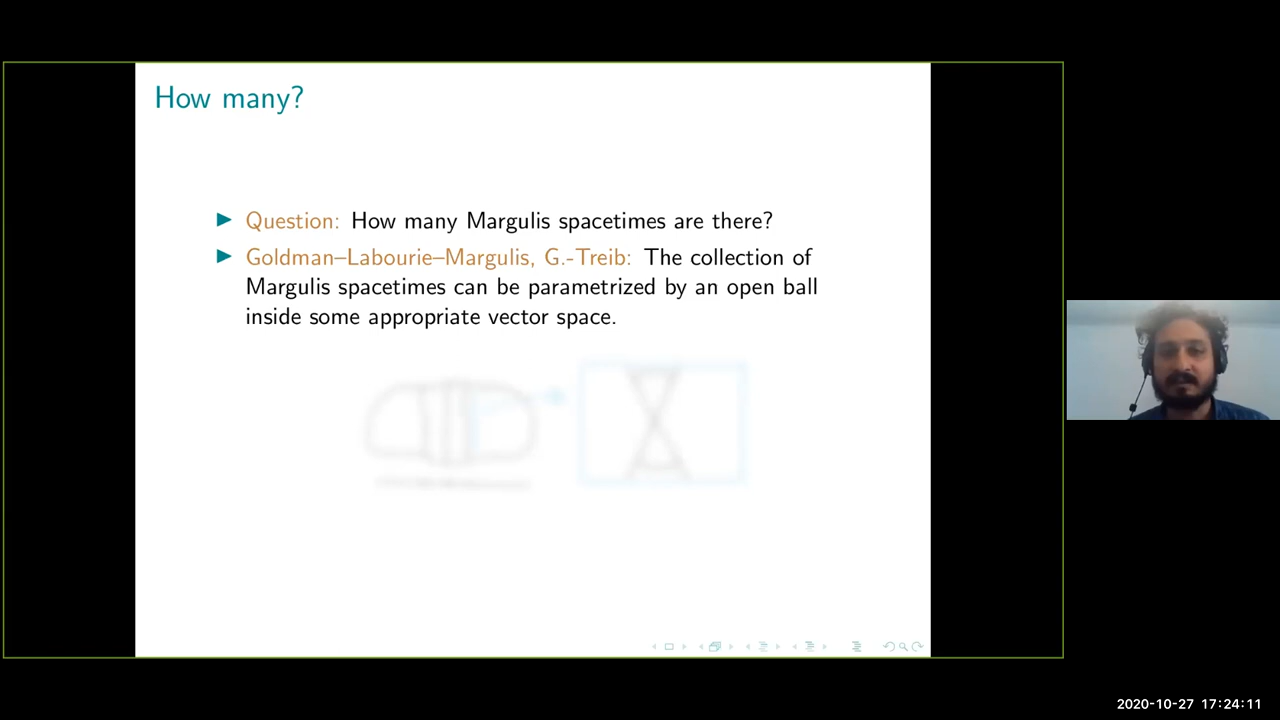 How many?
Question: How many Margulis spacetimes are there?
Goldman–Labourie–Margulis, G.-Treib: The collection of
Margulis spacetimes can be parametrized by an open ball
inside some appropriate vector space.
2020-10-27 17:24:11